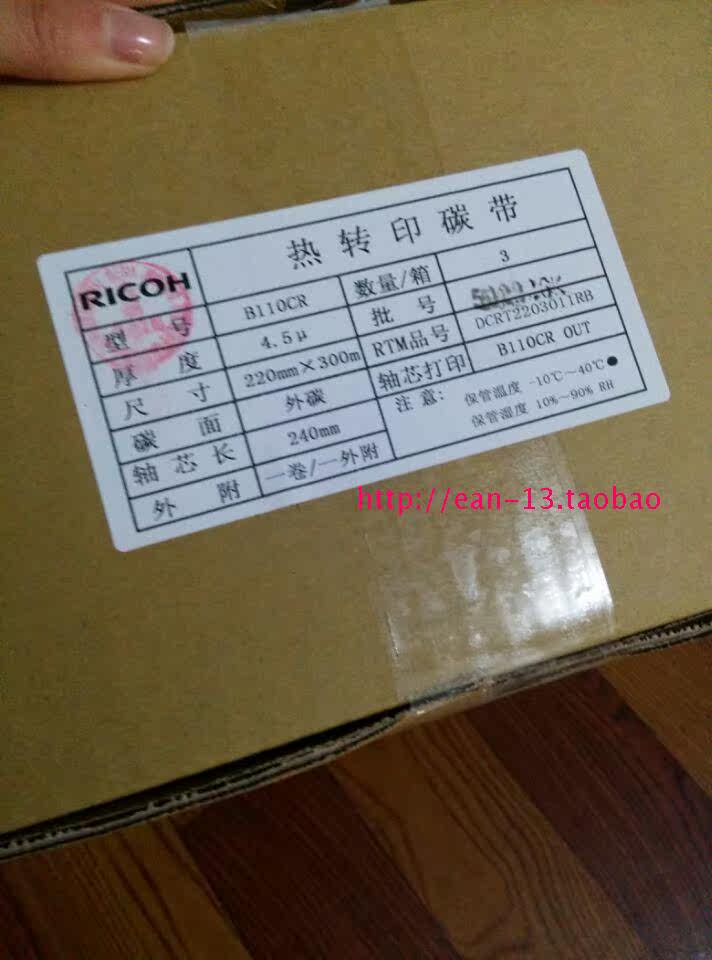 RICOH 热转印碳带
型号 B110CR 数量/箱 3
厚度 4.5μ 批号
尺寸 220mm×300m RTM品号 DCRT2203011RB
碳面 外碳 轴芯打印 B110CR OUT
轴芯长 240mm 注意: 保管温度 -10℃~40℃
外附 一卷/一外附 保管湿度 10%~90% RH
http://ean-13.taobao